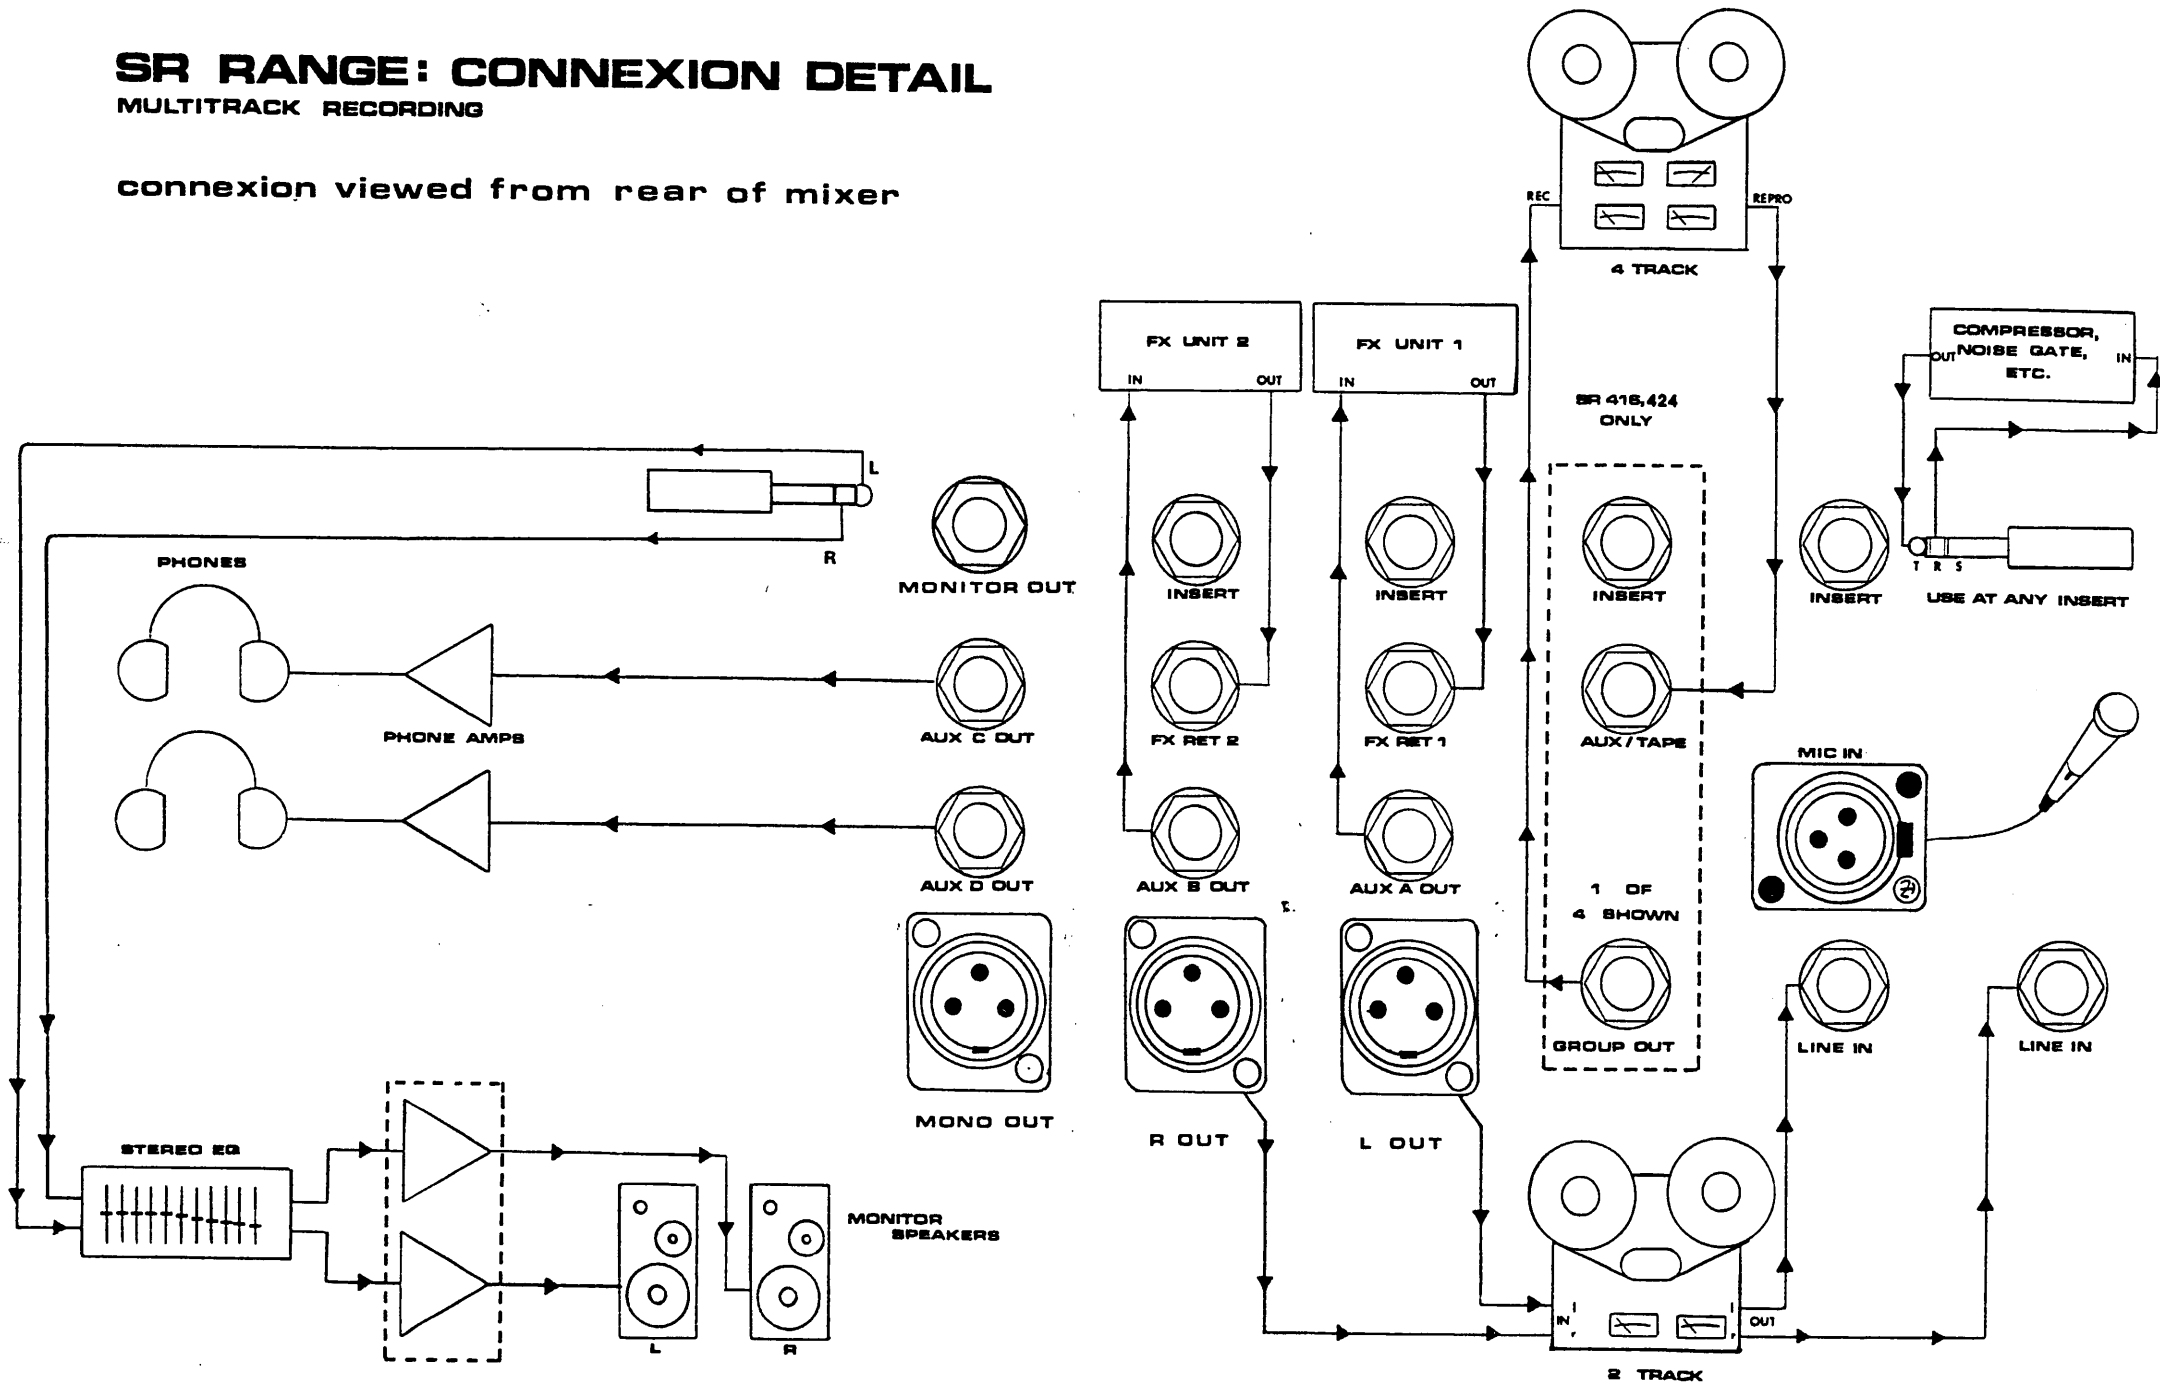 SR RANGE: CONNEXION DETAIL
MULTITRACK RECORDING
connexion viewed from rear of mixer
REC
REPRO
4 TRACK
FX UNIT 2
IN
OUT
FX UNIT 1
IN
OUT
SR 416,424
ONLY
COMPRESSOR,
NOISE GATE,
ETC.
OUT
IN
L
R
PHONES
MONITOR OUT
INSERT
INSERT
INSERT
INSERT
T R S
USE AT ANY INSERT
PHONE AMPS
AUX C OUT
FX RET 2
FX RET 1
AUX/TAPE
MIC IN
AUX D OUT
AUX B OUT
AUX A OUT
1 OF
4 SHOWN
GROUP OUT
LINE IN
LINE IN
MONO OUT
R OUT
L OUT
STEREO EQ
MONITOR
SPEAKERS
L
R
IN
l
r
l
r
OUT
2 TRACK